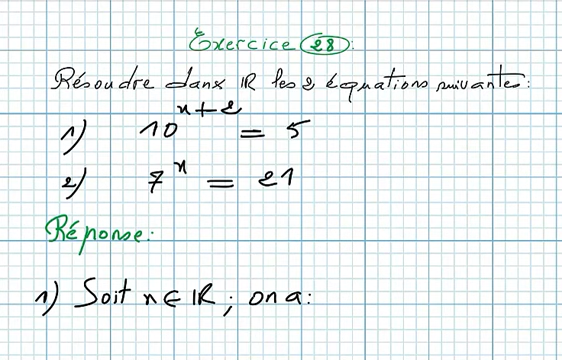 Exercice 28:
Résoudre dans ℝ les 2 équations suivantes:
1) 10^(x+2) = 5
2) 7^x = 21
Réponse:
1) Soit x ∈ ℝ ; on a: